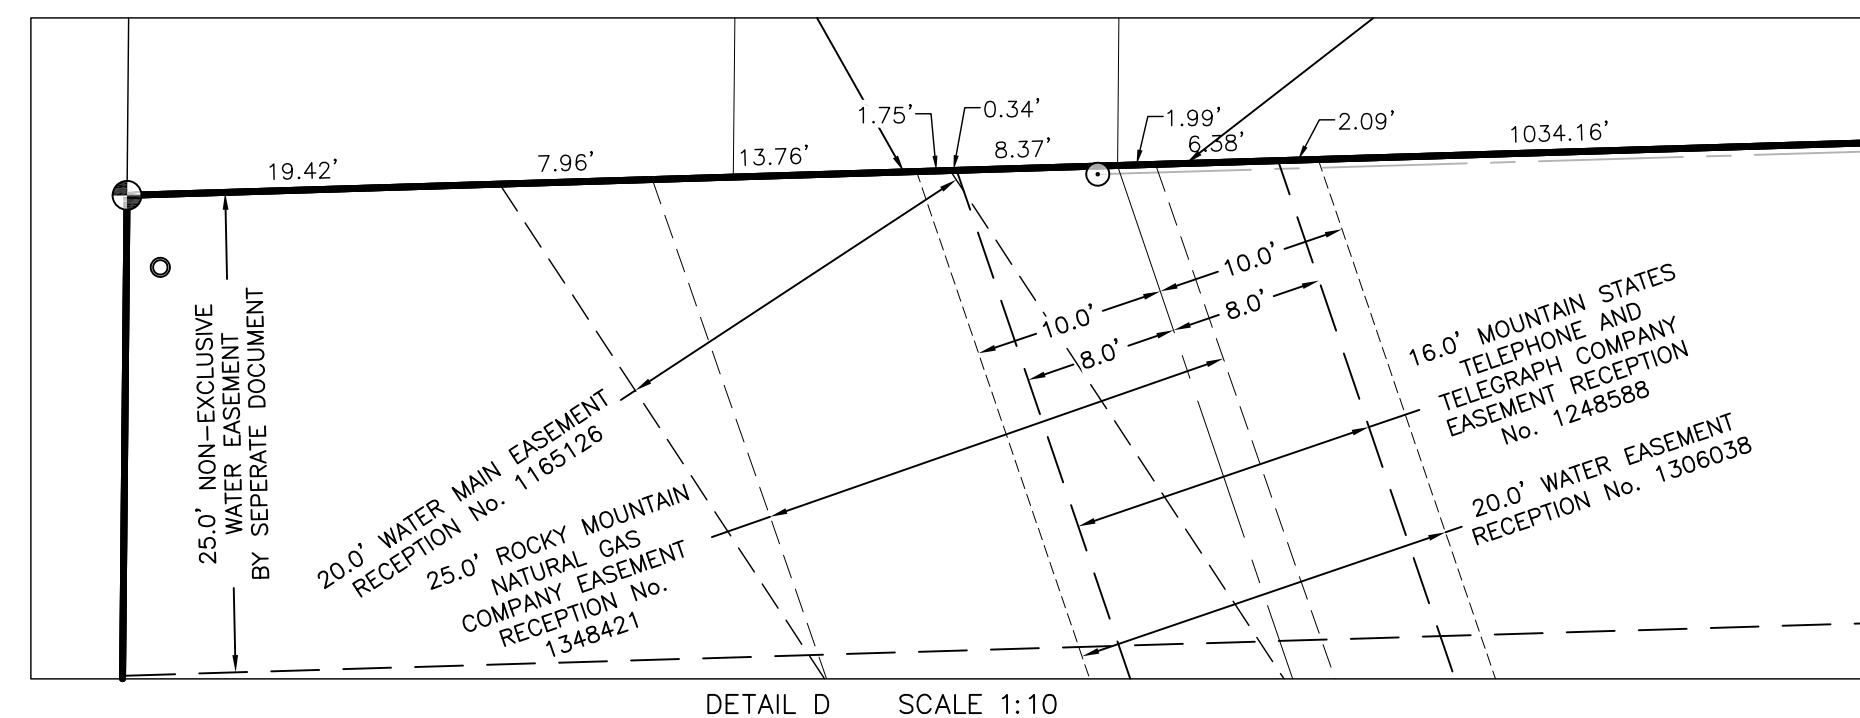 1.75'
0.34'
1.99'
2.09'
19.42'
7.96'
13.76'
8.37'
6.38'
1034.16'
25.0' NON-EXCLUSIVE
WATER EASEMENT
BY SEPERATE DOCUMENT
20.0' WATER MAIN EASEMENT
RECEPTION No. 1165126
25.0' ROCKY MOUNTAIN
NATURAL GAS
COMPANY EASEMENT
RECEPTION No.
1348421
10.0'
10.0'
8.0'
8.0'
16.0' MOUNTAIN STATES
TELEPHONE AND
TELEGRAPH COMPANY
EASEMENT RECEPTION
No. 1248588
20.0' WATER EASEMENT
RECEPTION No. 1306038
DETAIL D SCALE 1:10